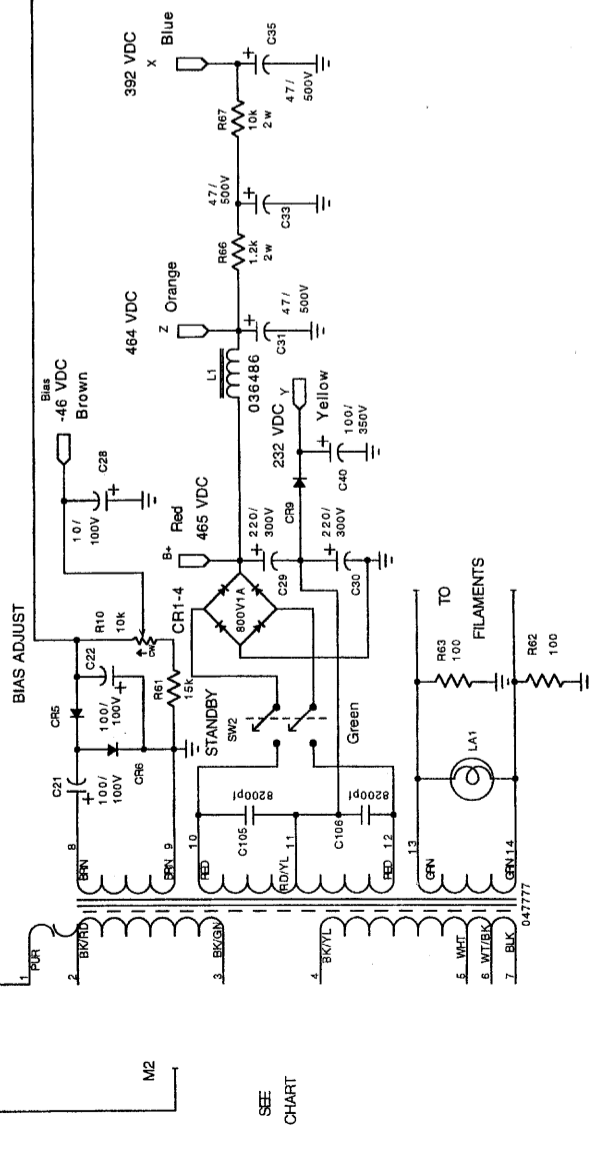 BIAS ADJUST
Bias
-46 VDC
Brown
10/
100V
C28
R10
10k
CW
CR5
C22
100/
100V
C21
100/
100V
CR6
R61
15k
BRN
8
BRN
9
STANDBY
SW2
Green
CR1-4
800V1A
B+
Red
465 VDC
220/
300V
C29
220/
300V
C30
CR9
232 VDC
Y
Yellow
100/
350V
C40
L1
036486
464 VDC
Z
Orange
47/
500V
C31
R66
1.2k
2w
47/
500V
C33
R67
10k
2w
392 VDC
X
Blue
C35
47/
500V
10
RED
C105
8200pf
11
RD/YL
C106
8200pf
12
RED
13
GRN
LA1
R63
100
TO
FILAMENTS
R62
100
GRN
14
047777
1
PUR
2
BK/RD
3
BK/GN
4
BK/YL
5
WHT
6
WT/BK
7
BLK
M2
SEE
CHART